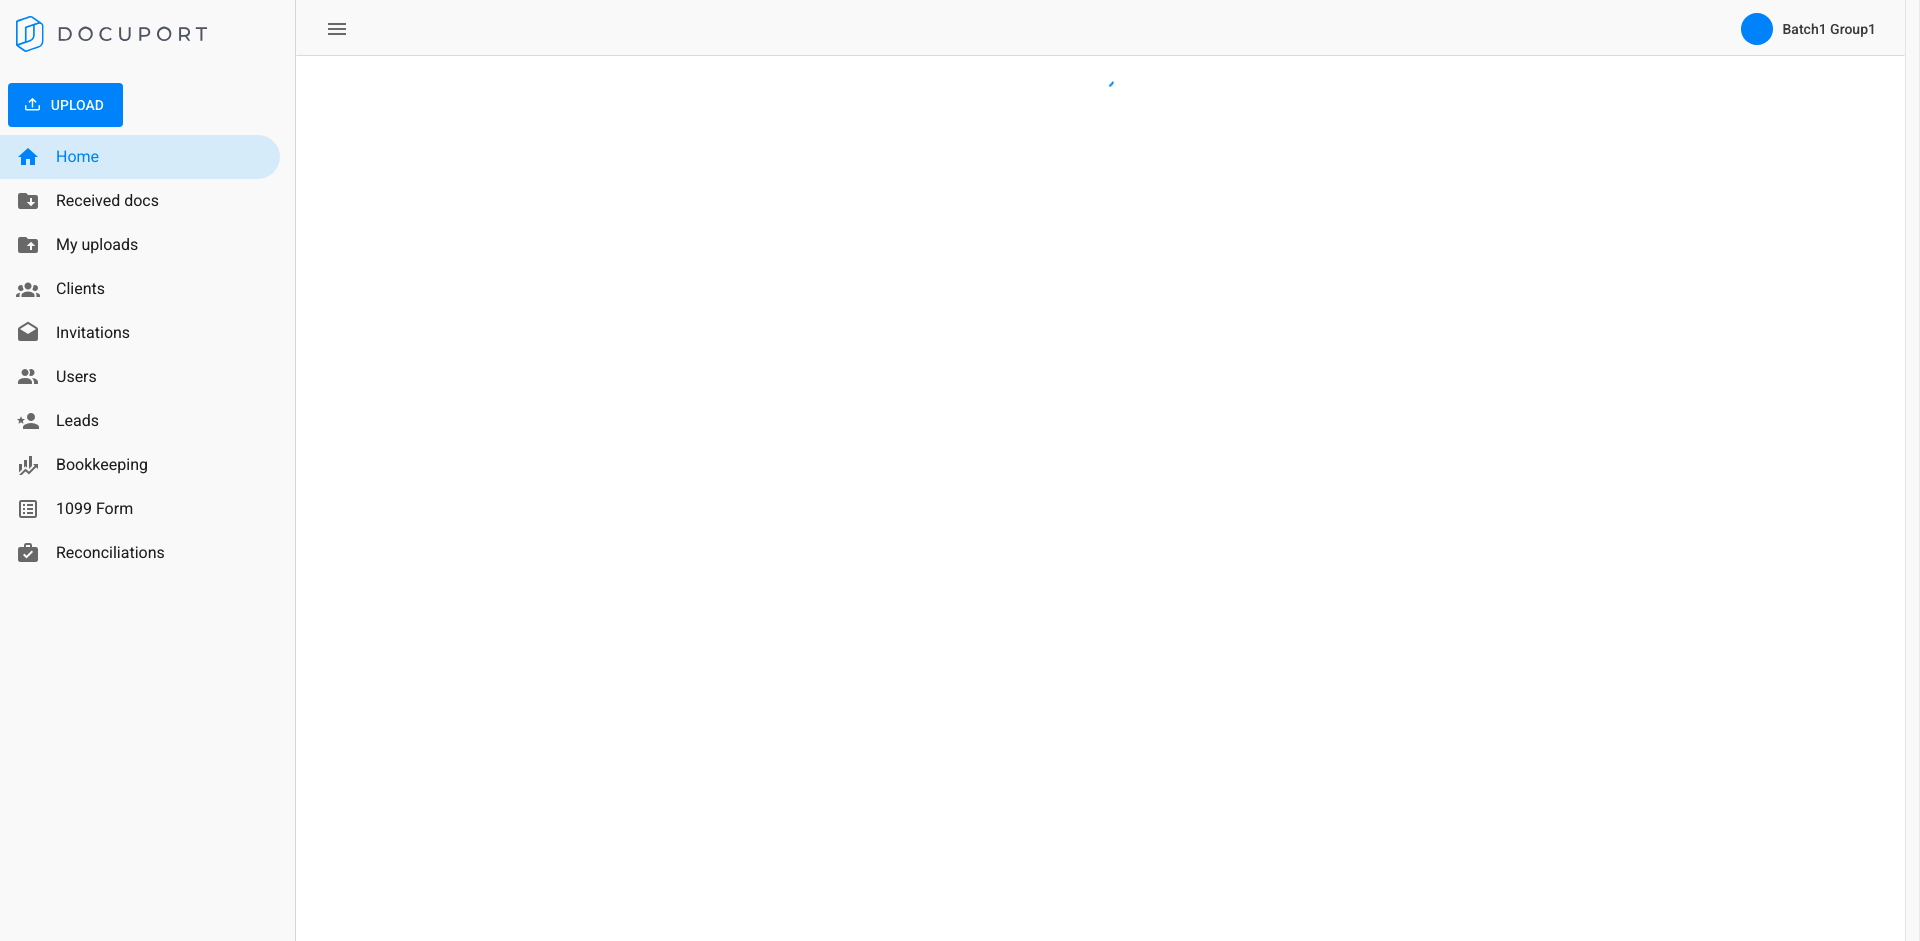 DOCUPORT
Batch1 Group1
UPLOAD
Home
Received docs
My uploads
Clients
Invitations
Users
Leads
Bookkeeping
1099 Form
Reconciliations